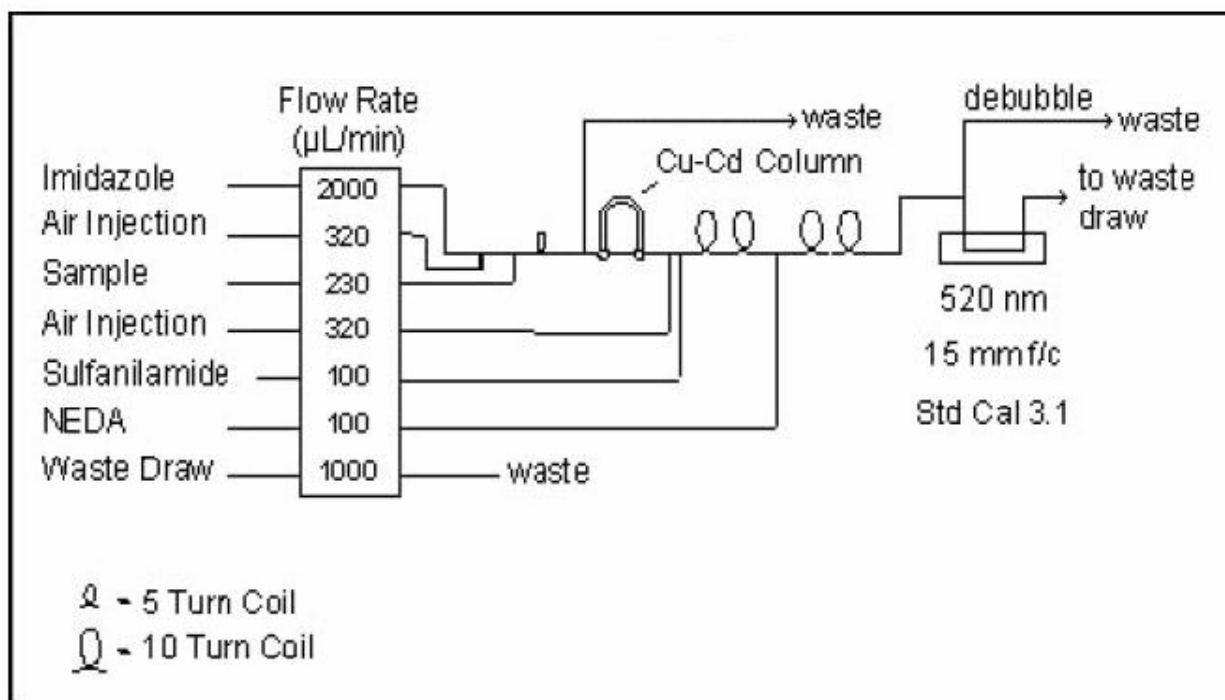 Flow Rate
(µL/min)
Imidazole 2000
Air Injection 320
Sample 230
Air Injection 320
Sulfanilamide 100
NEDA 100
Waste Draw 1000 waste
waste
Cu-Cd Column
debubble
waste
to waste
draw
520 nm
15 mm f/c
Std Cal 3.1
- 5 Turn Coil
- 10 Turn Coil